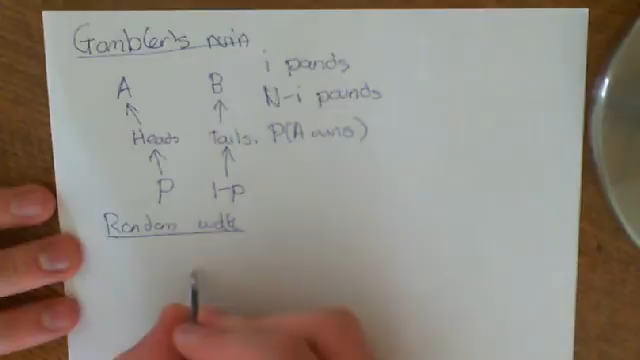 Gambler's ruin
A B i pounds
N-i pounds
↑ ↑
Heads Tails. P(A wins)
↑ ↑
P 1-p
Random walk